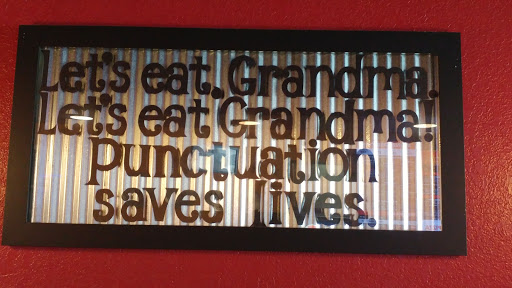 Let's eat. Grandma.
Let's eat Grandma!
Punctuation
saves lives.